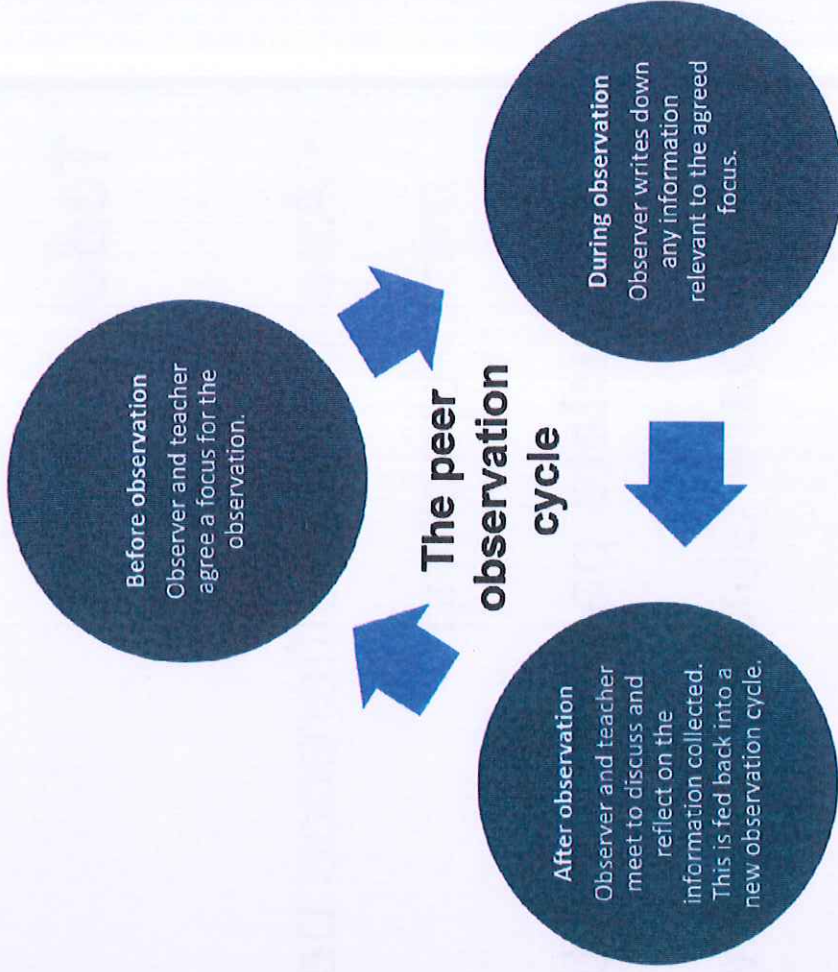 Before observation
Observer and teacher
agree a focus for the
observation.
The peer
observation
cycle
During observation
Observer writes down
any information
relevant to the agreed
focus.
After observation
Observer and teacher
meet to discuss and
reflect on the
information collected.
This is fed back into a
new observation cycle.